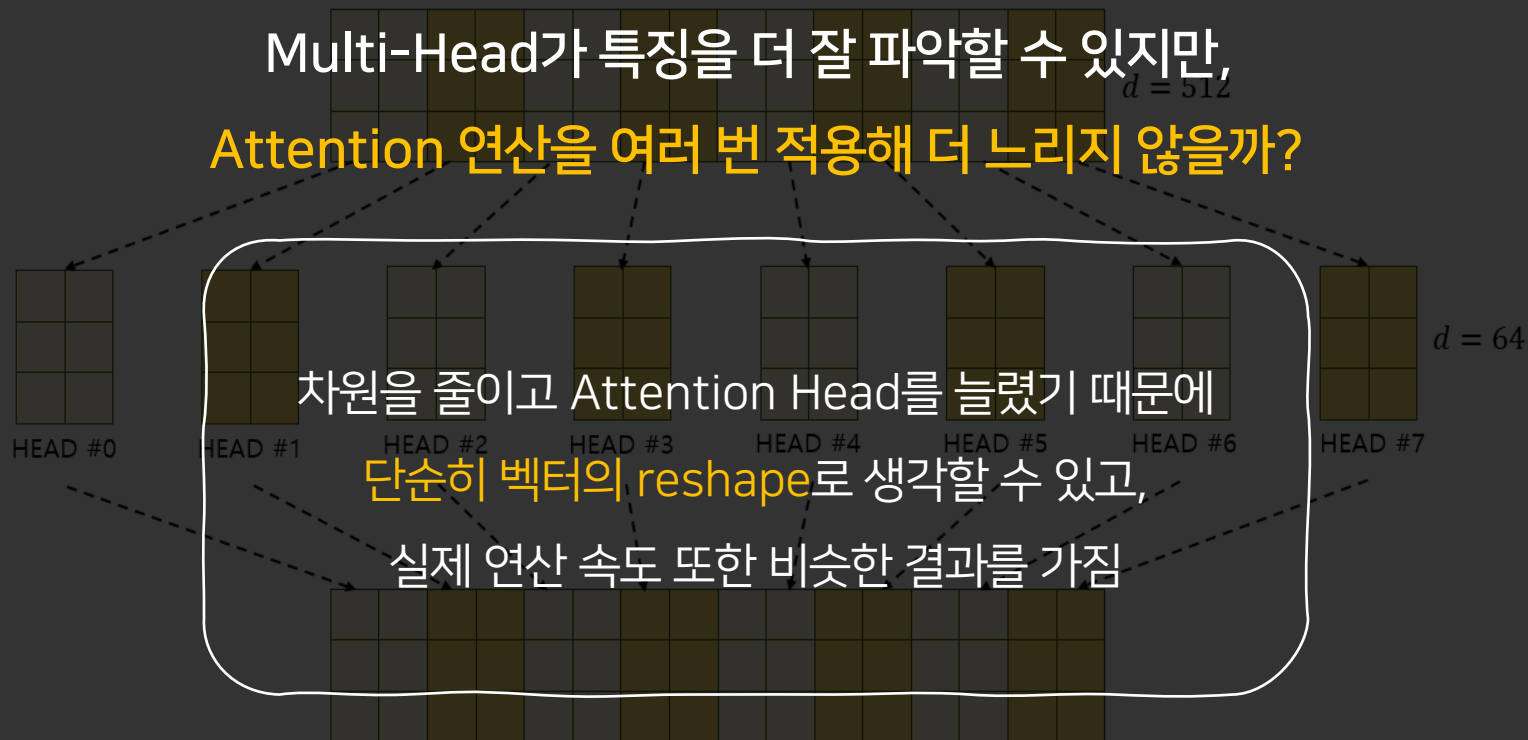 Multi-Head가 특징을 더 잘 파악할 수 있지만,
d = 512
Attention 연산을 여러 번 적용해 더 느리지 않을까?
d = 64
차원을 줄이고 Attention Head를 늘렸기 때문에
HEAD #0 HEAD #1 HEAD #2 HEAD #3 HEAD #4 HEAD #5 HEAD #6 HEAD #7
단순히 벡터의 reshape로 생각할 수 있고,
실제 연산 속도 또한 비슷한 결과를 가짐